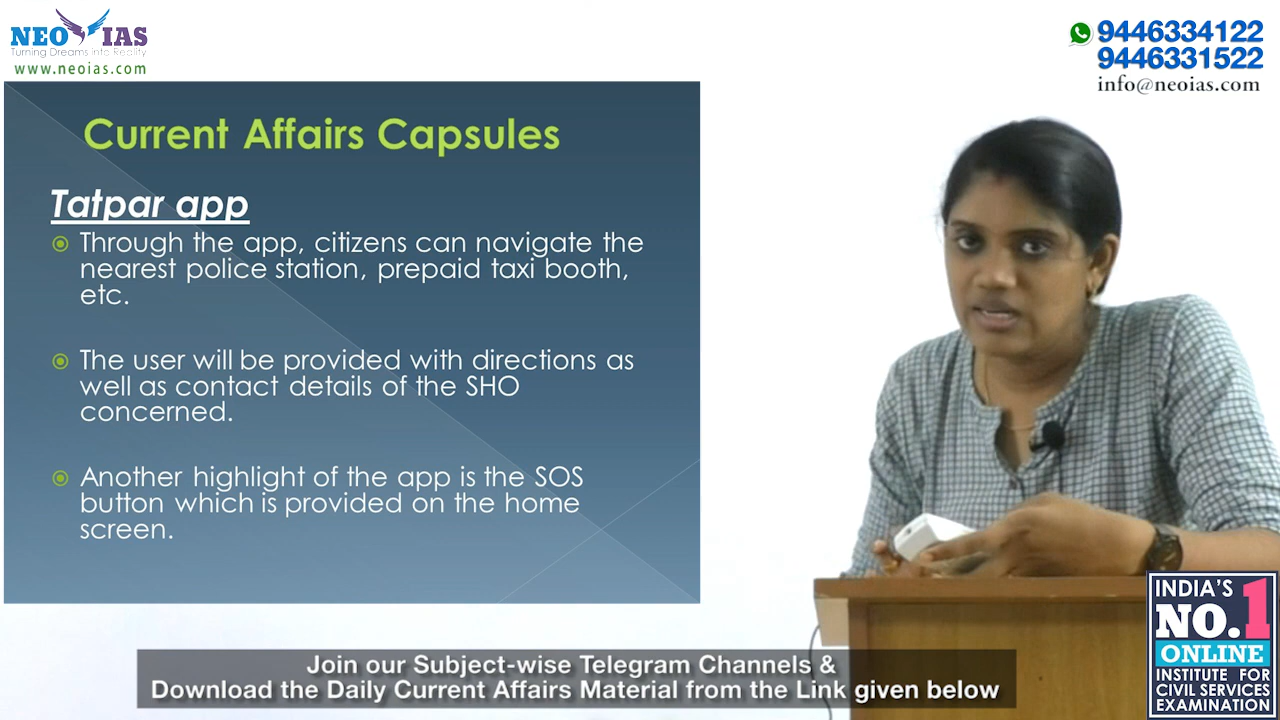 NEO IAS
Turning Dreams into Reality
www.neoias.com
9446334122
9446331522
info@neoias.com
Current Affairs Capsules
Tatpar app
Through the app, citizens can navigate the
nearest police station, prepaid taxi booth,
etc.
The user will be provided with directions as
well as contact details of the SHO
concerned.
Another highlight of the app is the SOS
button which is provided on the home
screen.
Join our Subject-wise Telegram Channels &
Download the Daily Current Affairs Material from the Link given below
INDIA'S
NO.1
ONLINE
INSTITUTE FOR
CIVIL SERVICES
EXAMINATION